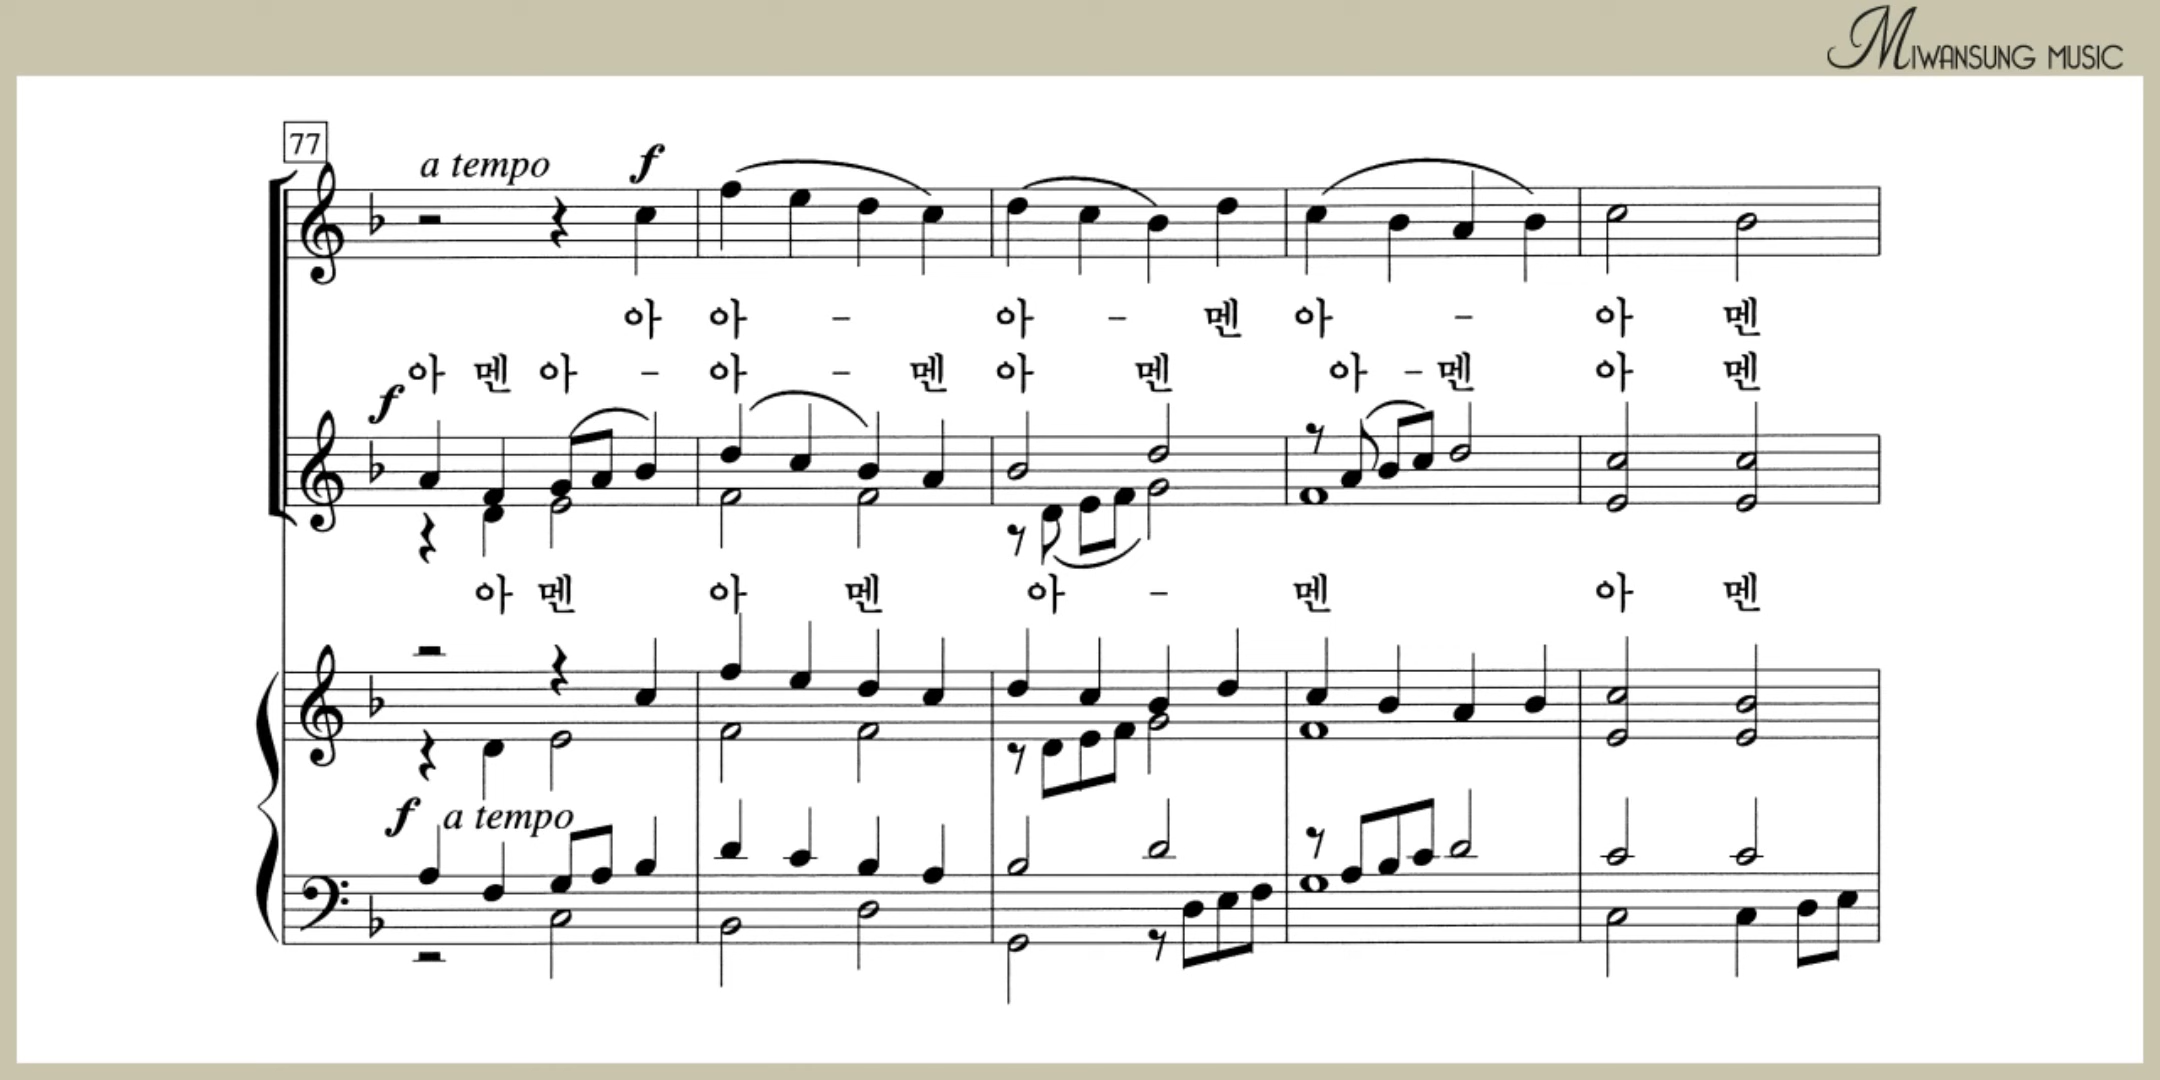 MIWANSUNG MUSIC
77
a tempo f
아 아 - 아 - 멘 아 - 아 멘
아 멘 아 - 아 - 멘 아 멘 아 - 멘 아 멘
f
아 멘 아 멘 아 - 멘 아 멘
f a tempo